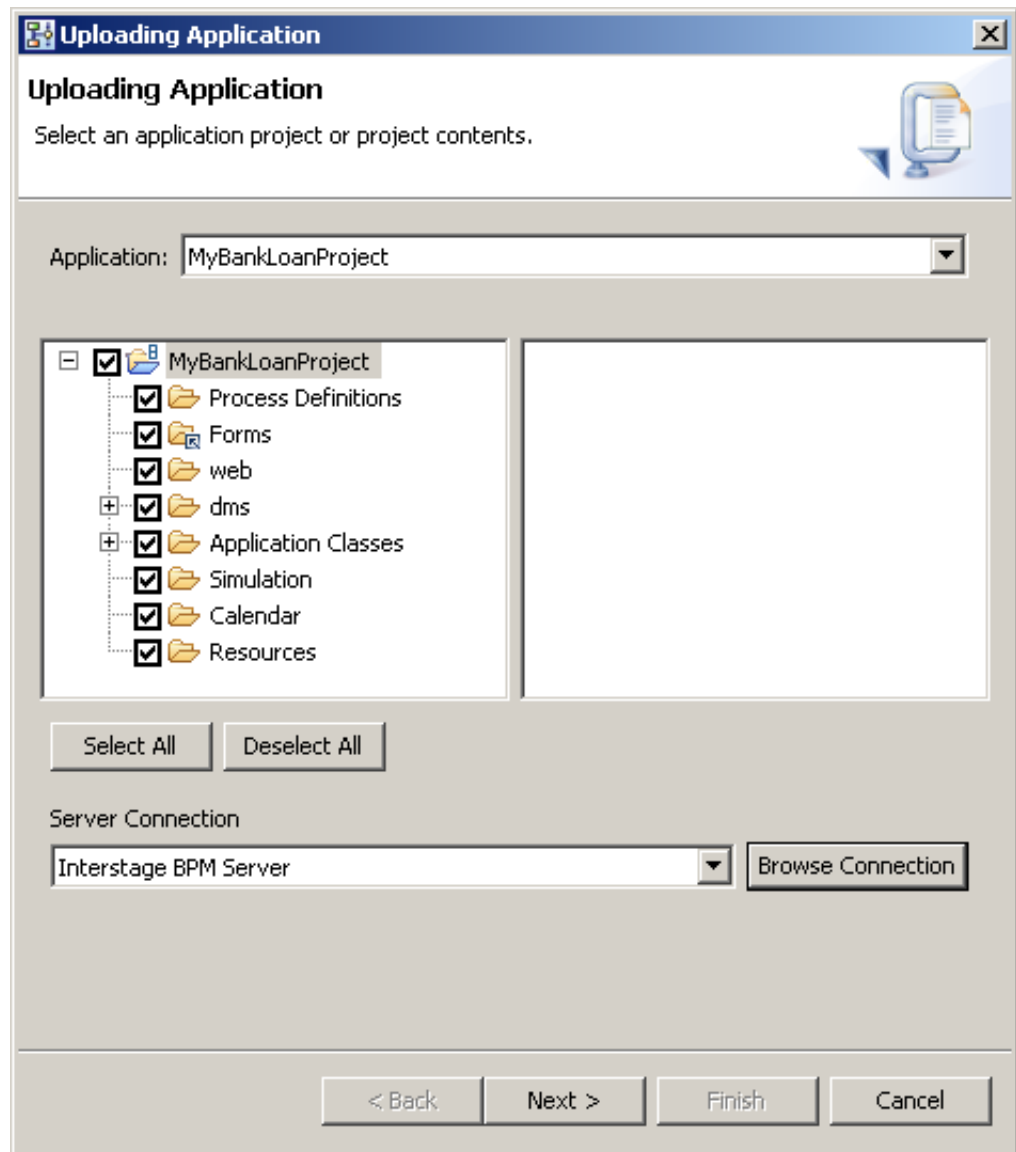 Uploading Application
Uploading Application
Select an application project or project contents.
Application: MyBankLoanProject
MyBankLoanProject
Process Definitions
Forms
web
dms
Application Classes
Simulation
Calendar
Resources
Select All Deselect All
Server Connection
Interstage BPM Server Browse Connection
< Back Next > Finish Cancel